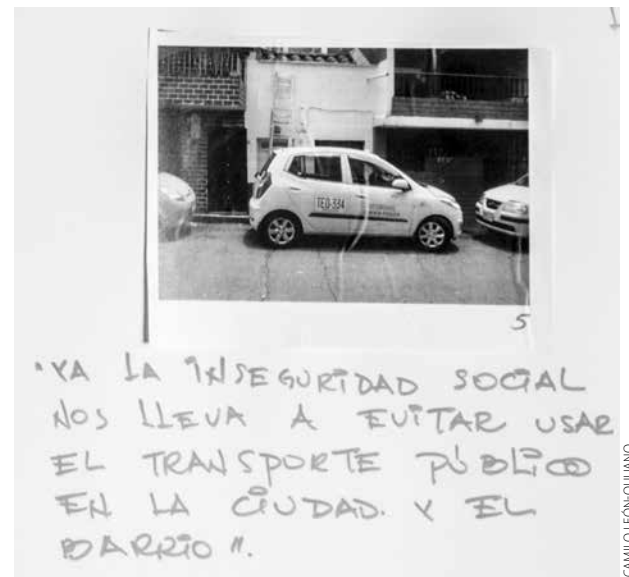 TEO-334
5
"YA LA INSEGURIDAD SOCIAL
NOS LLEVA A EVITAR USAR
EL TRANSPORTE PÚBLICO
EN LA CIUDAD. Y EL
BARRIO".
CAMILO LEÓN-QUIJANO